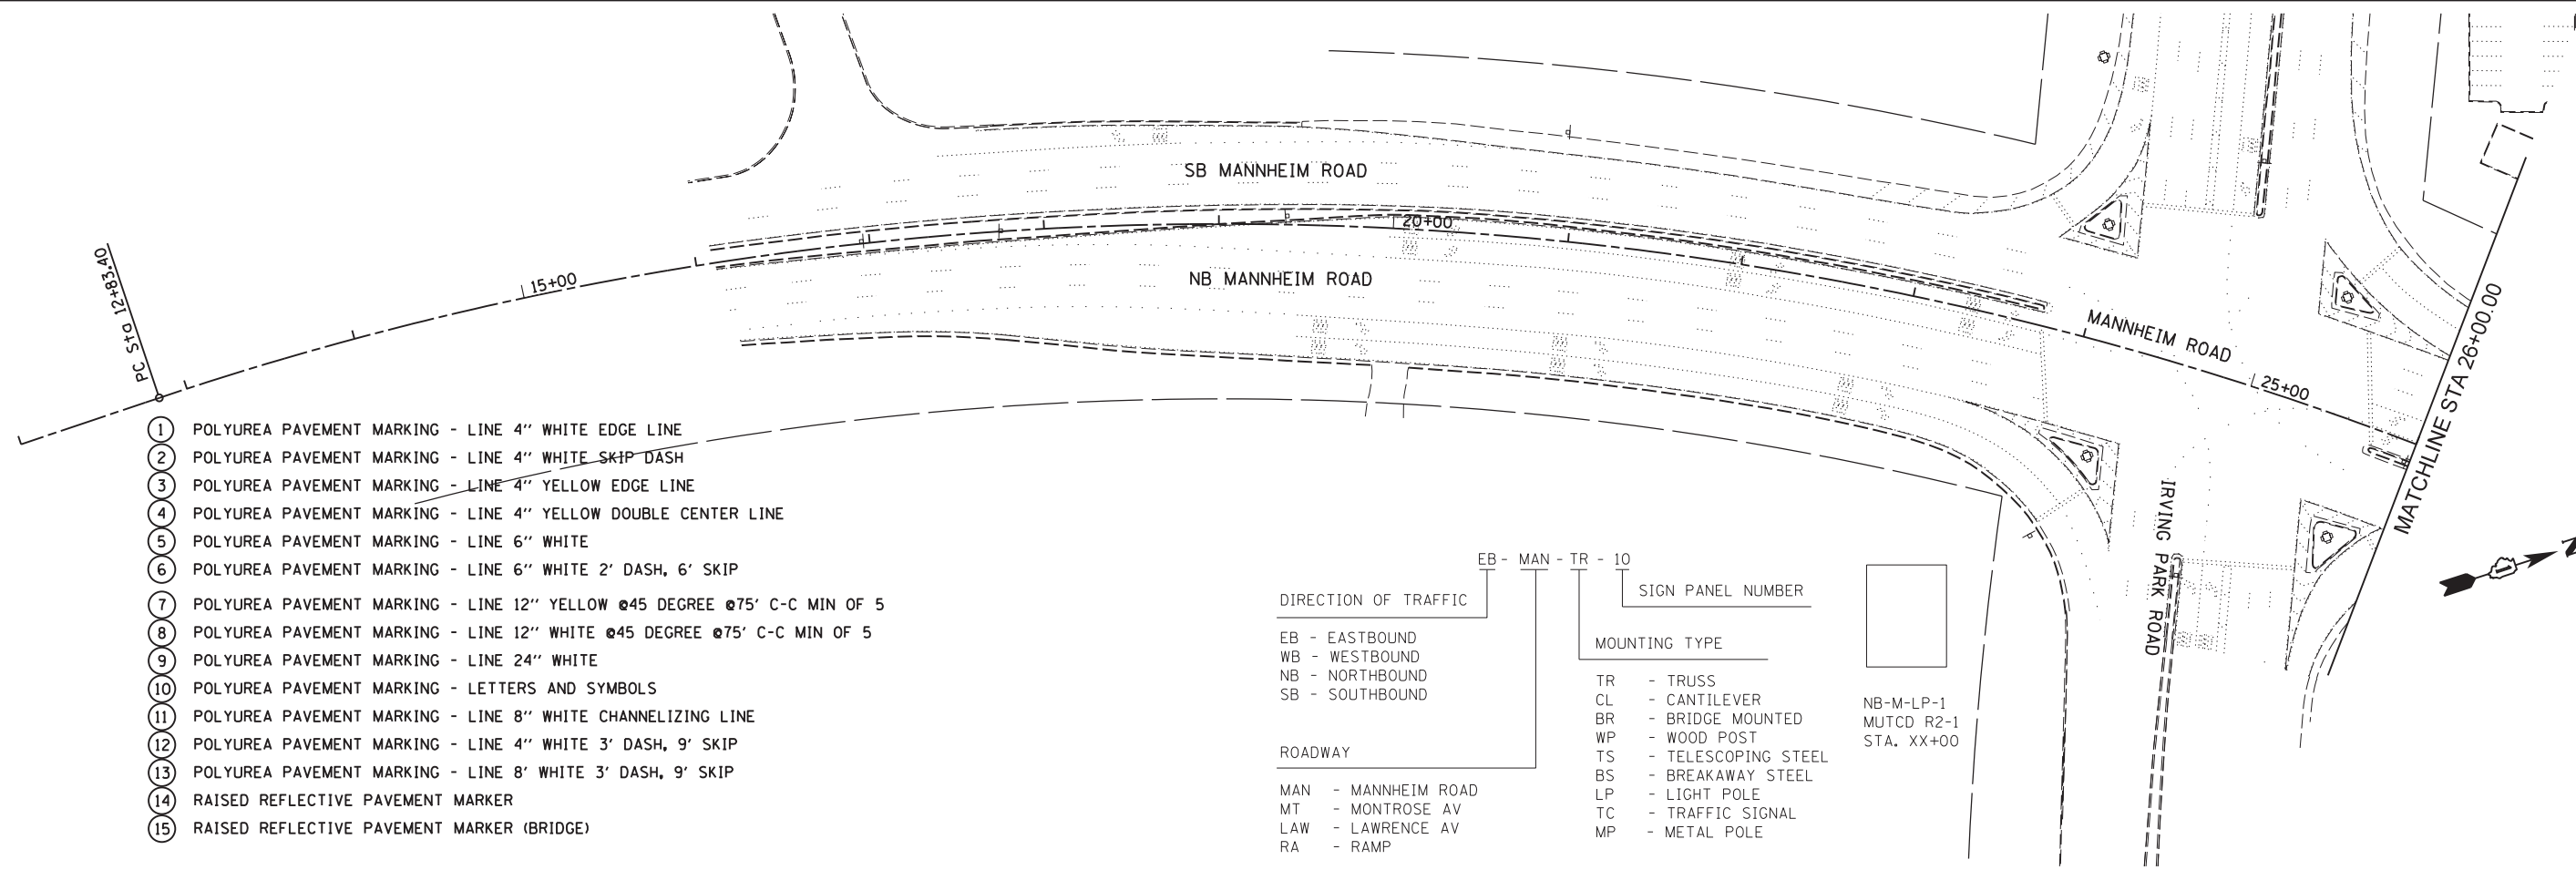 SB MANNHEIM ROAD
20+00
NB MANNHEIM ROAD
PC Sta 12+83.40
15+00
MANNHEIM ROAD
25+00
MATCHLINE STA 26+00.00
IRVING PARK ROAD
1 POLYUREA PAVEMENT MARKING - LINE 4'' WHITE EDGE LINE
2 POLYUREA PAVEMENT MARKING - LINE 4'' WHITE SKIP DASH
3 POLYUREA PAVEMENT MARKING - LINE 4'' YELLOW EDGE LINE
4 POLYUREA PAVEMENT MARKING - LINE 4'' YELLOW DOUBLE CENTER LINE
5 POLYUREA PAVEMENT MARKING - LINE 6'' WHITE
6 POLYUREA PAVEMENT MARKING - LINE 6'' WHITE 2' DASH, 6' SKIP
7 POLYUREA PAVEMENT MARKING - LINE 12'' YELLOW @45 DEGREE @75' C-C MIN OF 5
8 POLYUREA PAVEMENT MARKING - LINE 12'' WHITE @45 DEGREE @75' C-C MIN OF 5
9 POLYUREA PAVEMENT MARKING - LINE 24'' WHITE
10 POLYUREA PAVEMENT MARKING - LETTERS AND SYMBOLS
11 POLYUREA PAVEMENT MARKING - LINE 8'' WHITE CHANNELIZING LINE
12 POLYUREA PAVEMENT MARKING - LINE 4'' WHITE 3' DASH, 9' SKIP
13 POLYUREA PAVEMENT MARKING - LINE 8' WHITE 3' DASH, 9' SKIP
14 RAISED REFLECTIVE PAVEMENT MARKER
15 RAISED REFLECTIVE PAVEMENT MARKER (BRIDGE)
EB - MAN - TR - 10
DIRECTION OF TRAFFIC
EB - EASTBOUND
WB - WESTBOUND
NB - NORTHBOUND
SB - SOUTHBOUND
ROADWAY
MAN - MANNHEIM ROAD
MT - MONTROSE AV
LAW - LAWRENCE AV
RA - RAMP
SIGN PANEL NUMBER
MOUNTING TYPE
TR - TRUSS
CL - CANTILEVER
BR - BRIDGE MOUNTED
WP - WOOD POST
TS - TELESCOPING STEEL
BS - BREAKAWAY STEEL
LP - LIGHT POLE
TC - TRAFFIC SIGNAL
MP - METAL POLE
NB-M-LP-1
MUTCD R2-1
STA. XX+00